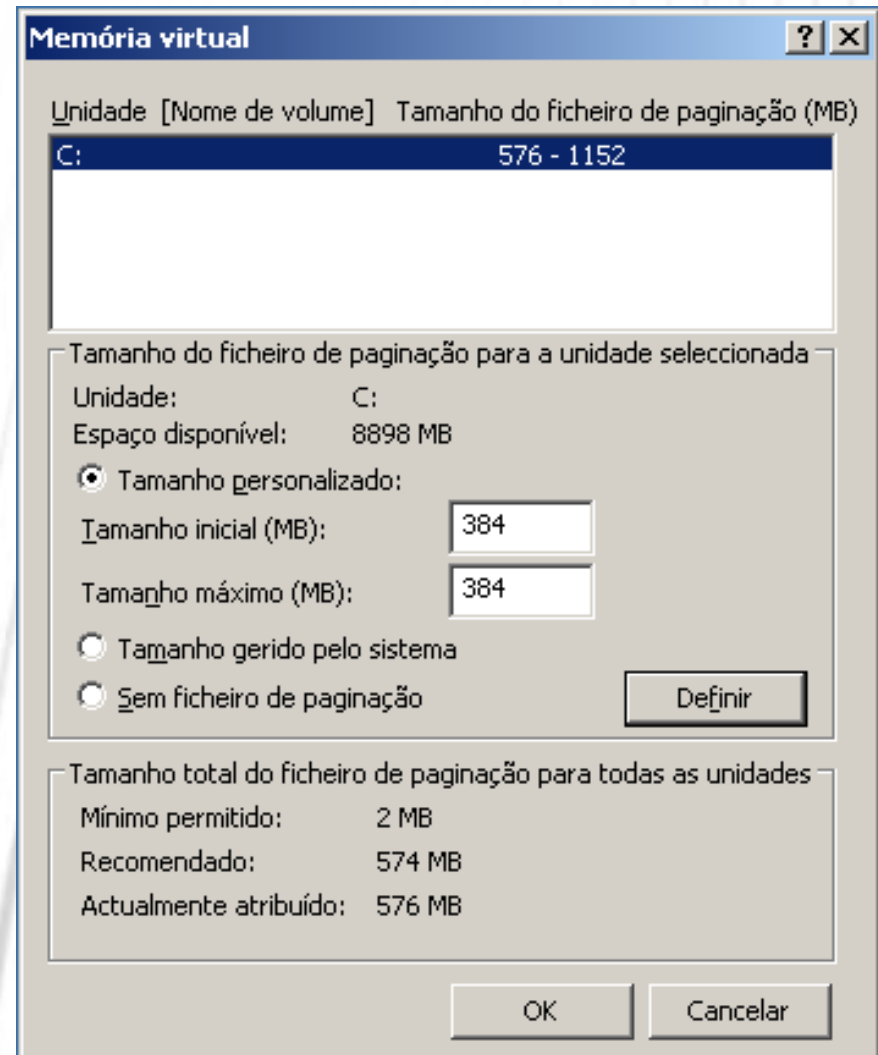 Memória virtual
Unidade [Nome de volume] Tamanho do ficheiro de paginação (MB)
C: 576 - 1152
Tamanho do ficheiro de paginação para a unidade seleccionada
Unidade: C:
Espaço disponível: 8898 MB
Tamanho personalizado:
Tamanho inicial (MB): 384
Tamanho máximo (MB): 384
Tamanho gerido pelo sistema
Sem ficheiro de paginação Definir
Tamanho total do ficheiro de paginação para todas as unidades
Mínimo permitido: 2 MB
Recomendado: 574 MB
Actualmente atribuído: 576 MB
OK Cancelar